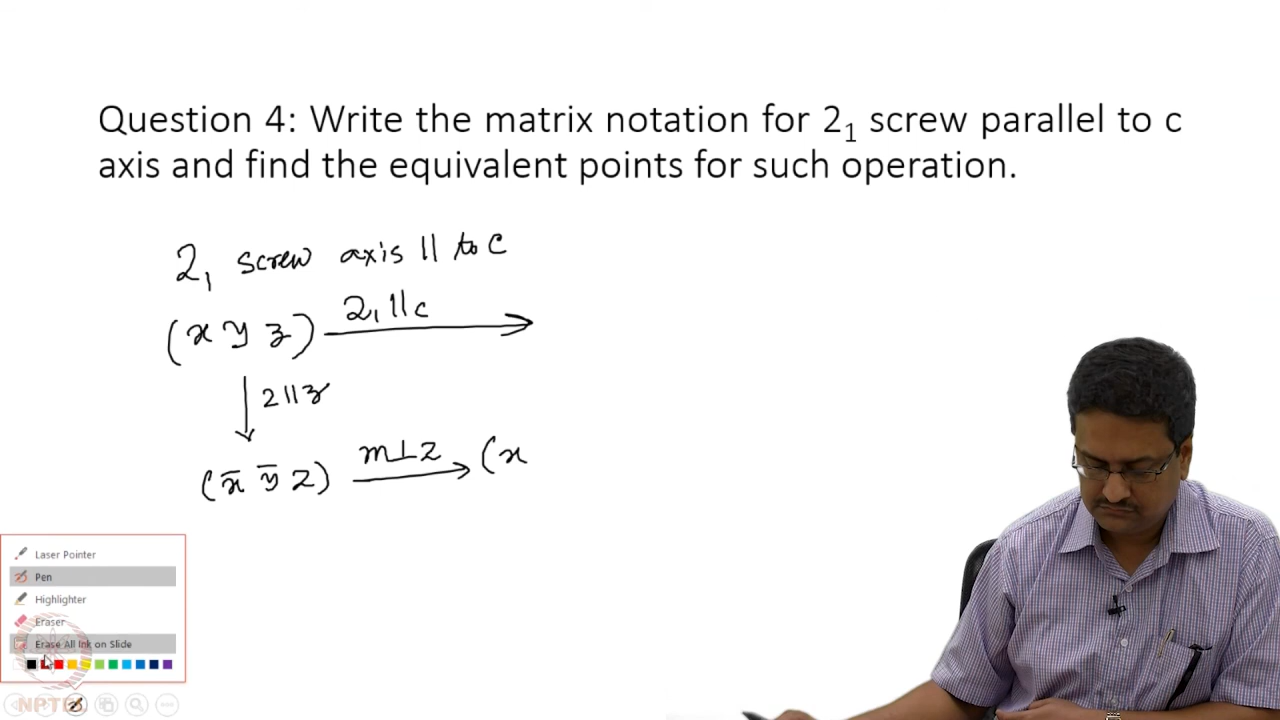 Question 4: Write the matrix notation for 2₁ screw parallel to c
axis and find the equivalent points for such operation.
2₁ screw axis || to c
(x y z) 2₁ || c
2 || z
(x̄ ȳ z) m ⊥ z (x
Laser Pointer
Pen
Highlighter
Eraser
Erase All Ink on Slide
NPTEL